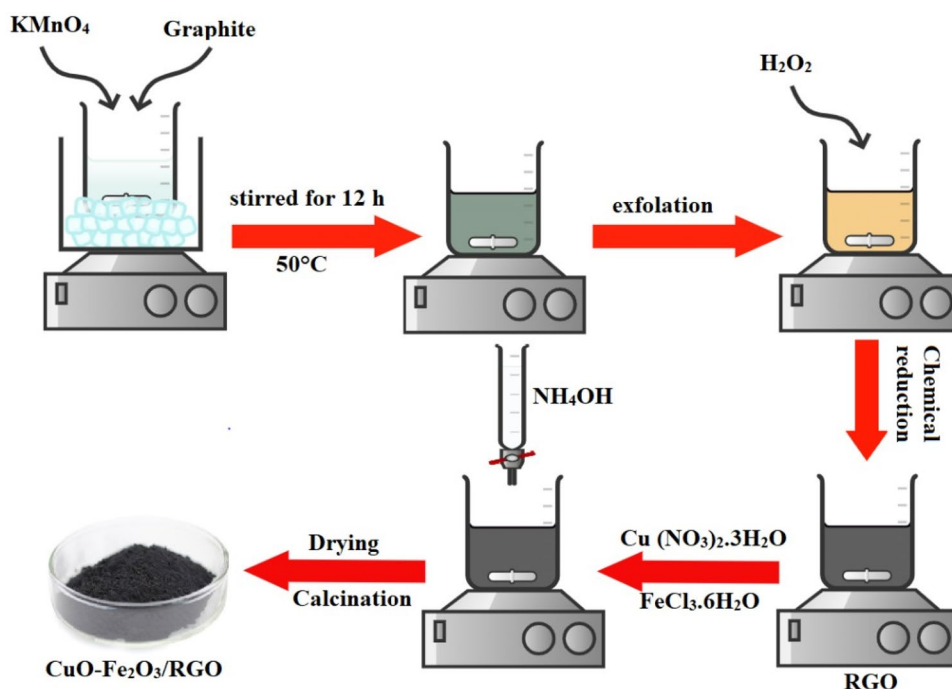 KMnO₄
Graphite
H₂O₂
stirred for 12 h
50°C
exfolation
Chemical
reduction
NH₄OH
Cu (NO₃)₂.3H₂O
FeCl₃.6H₂O
Drying
Calcination
CuO-Fe₂O₃/RGO
RGO